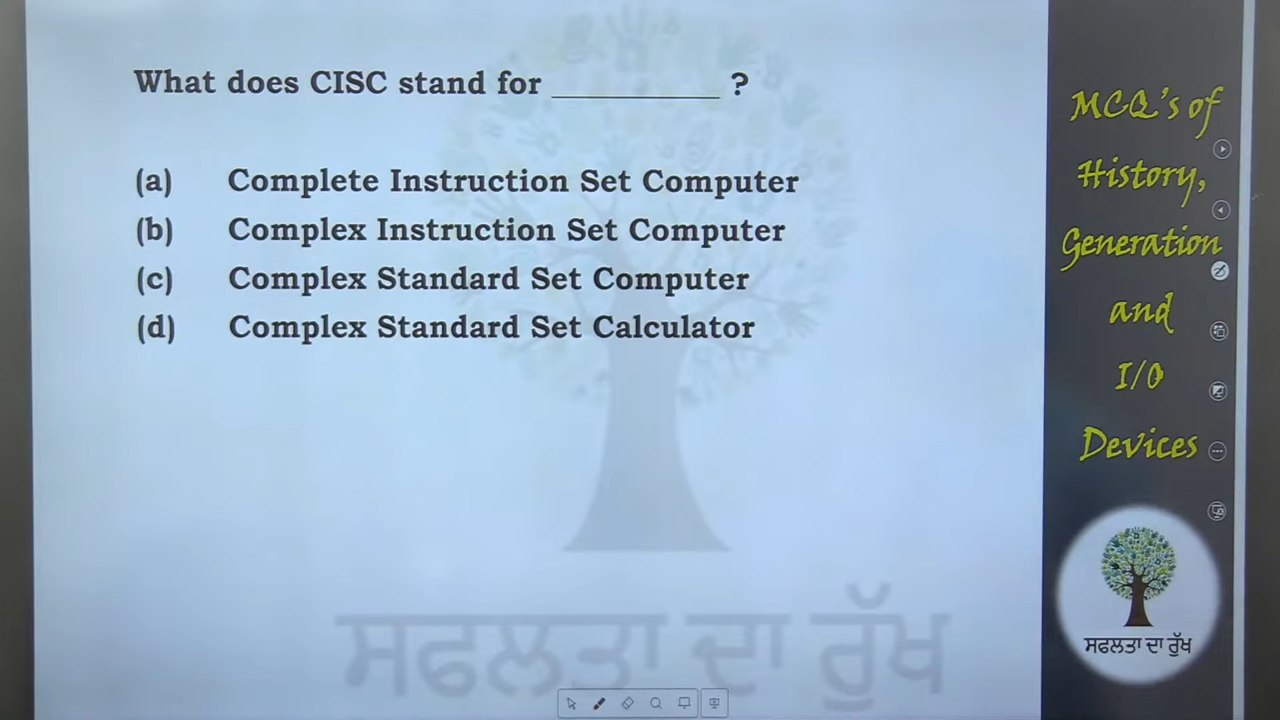 What does CISC stand for __________ ?
(a) Complete Instruction Set Computer
(b) Complex Instruction Set Computer
(c) Complex Standard Set Computer
(d) Complex Standard Set Calculator
ਸਫਲਤਾ ਦਾ ਰੁੱਖ
MCQ's of
History,
Generation
and
I/O
Devices
ਸਫਲਤਾ ਦਾ ਰੁੱਖ